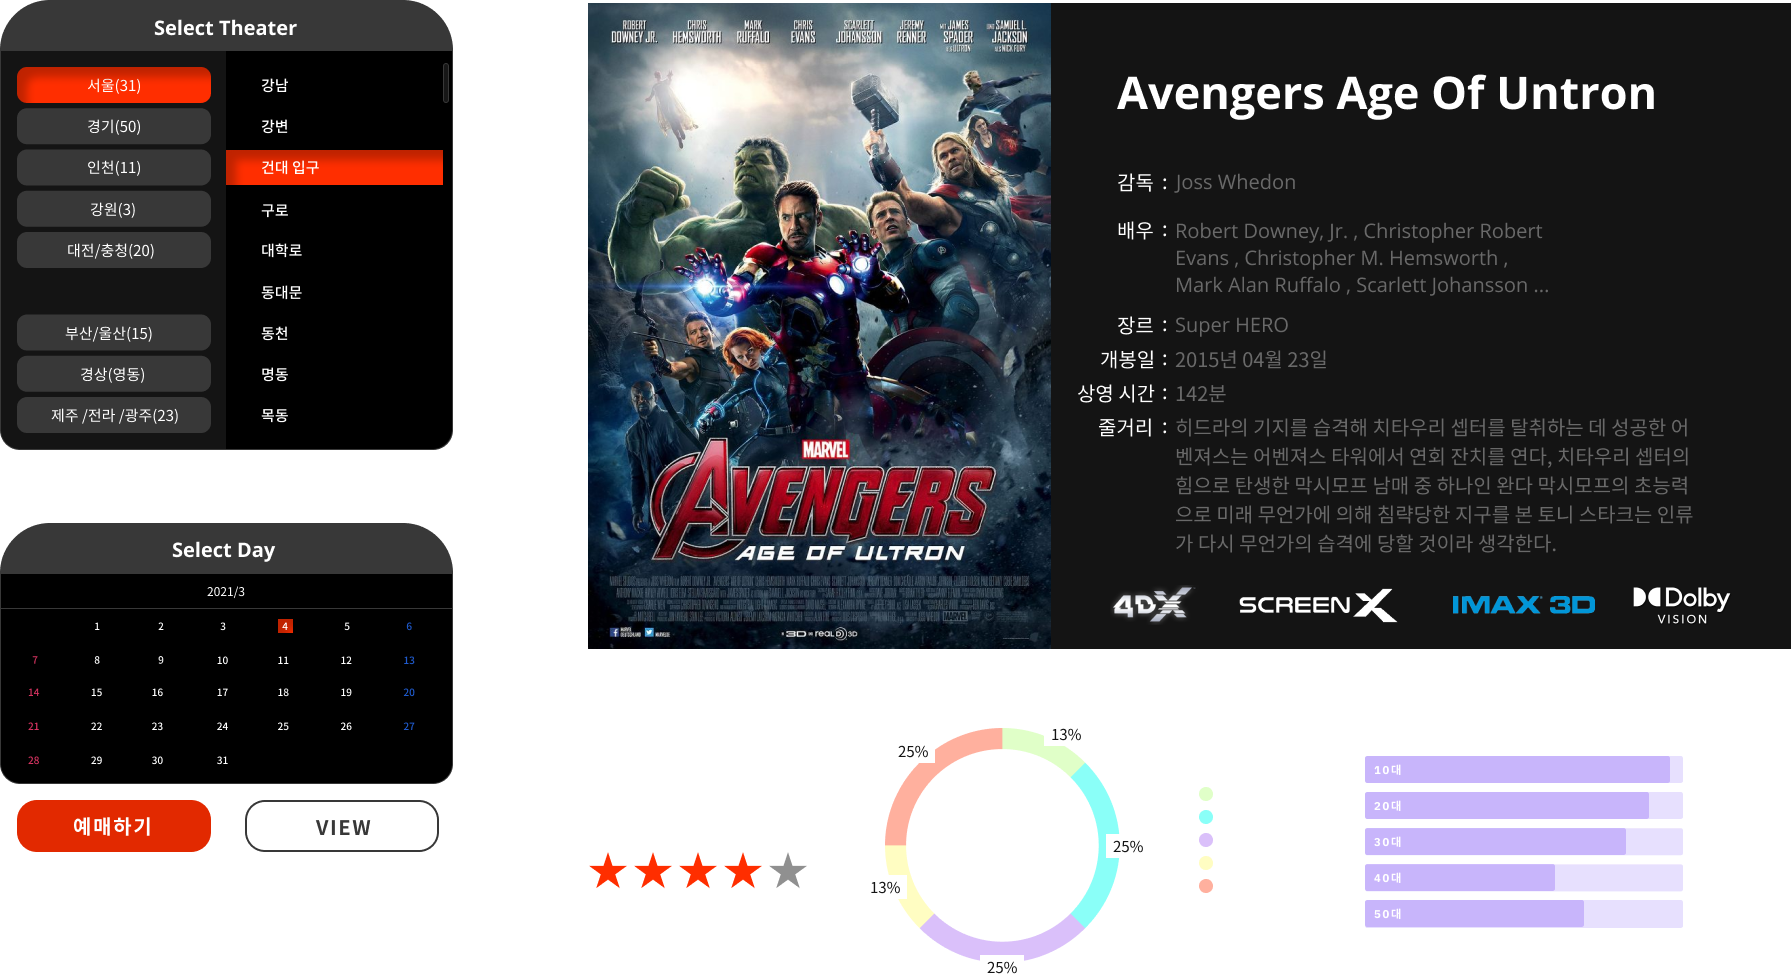 Select Theater
서울(31)
경기(50)
인천(11)
강원(3)
대전/충청(20)
부산/울산(15)
경상(영동)
제주 /전라 /광주(23)
강남
강변
건대 입구
구로
대학로
동대문
동천
명동
목동
Select Day
2021/3
1 2 3 4 5 6
7 8 9 10 11 12 13
14 15 16 17 18 19 20
21 22 23 24 25 26 27
28 29 30 31
예매하기
VIEW
ROBERT DOWNEY JR.
CHRIS HEMSWORTH
MARK RUFFALO
CHRIS EVANS
SCARLETT JOHANSSON
JEREMY RENNER
MIT JAMES SPADER ALS ULTRON
UND SAMUEL L. JACKSON ALS NICK FURY
MARVEL
AVENGERS
AGE OF ULTRON
3D REAL D 3D
Avengers Age Of Untron
감독 : Joss Whedon
배우 : Robert Downey, Jr. , Christopher Robert
Evans , Christopher M. Hemsworth ,
Mark Alan Ruffalo , Scarlett Johansson ...
장르 : Super HERO
개봉일 : 2015년 04월 23일
상영 시간 : 142분
줄거리 : 히드라의 기지를 습격해 치타우리 셉터를 탈취하는 데 성공한 어
벤져스는 어벤져스 타워에서 연회 잔치를 연다, 치타우리 셉터의
힘으로 탄생한 막시모프 남매 중 하나인 완다 막시모프의 초능력
으로 미래 무언가에 의해 침략당한 지구를 본 토니 스타크는 인류
가 다시 무언가의 습격에 당할 것이라 생각한다.
4DX
SCREEN X
IMAX 3D
Dolby
VISION
13%
25%
25%
13%
25%
10대
20대
30대
40대
50대